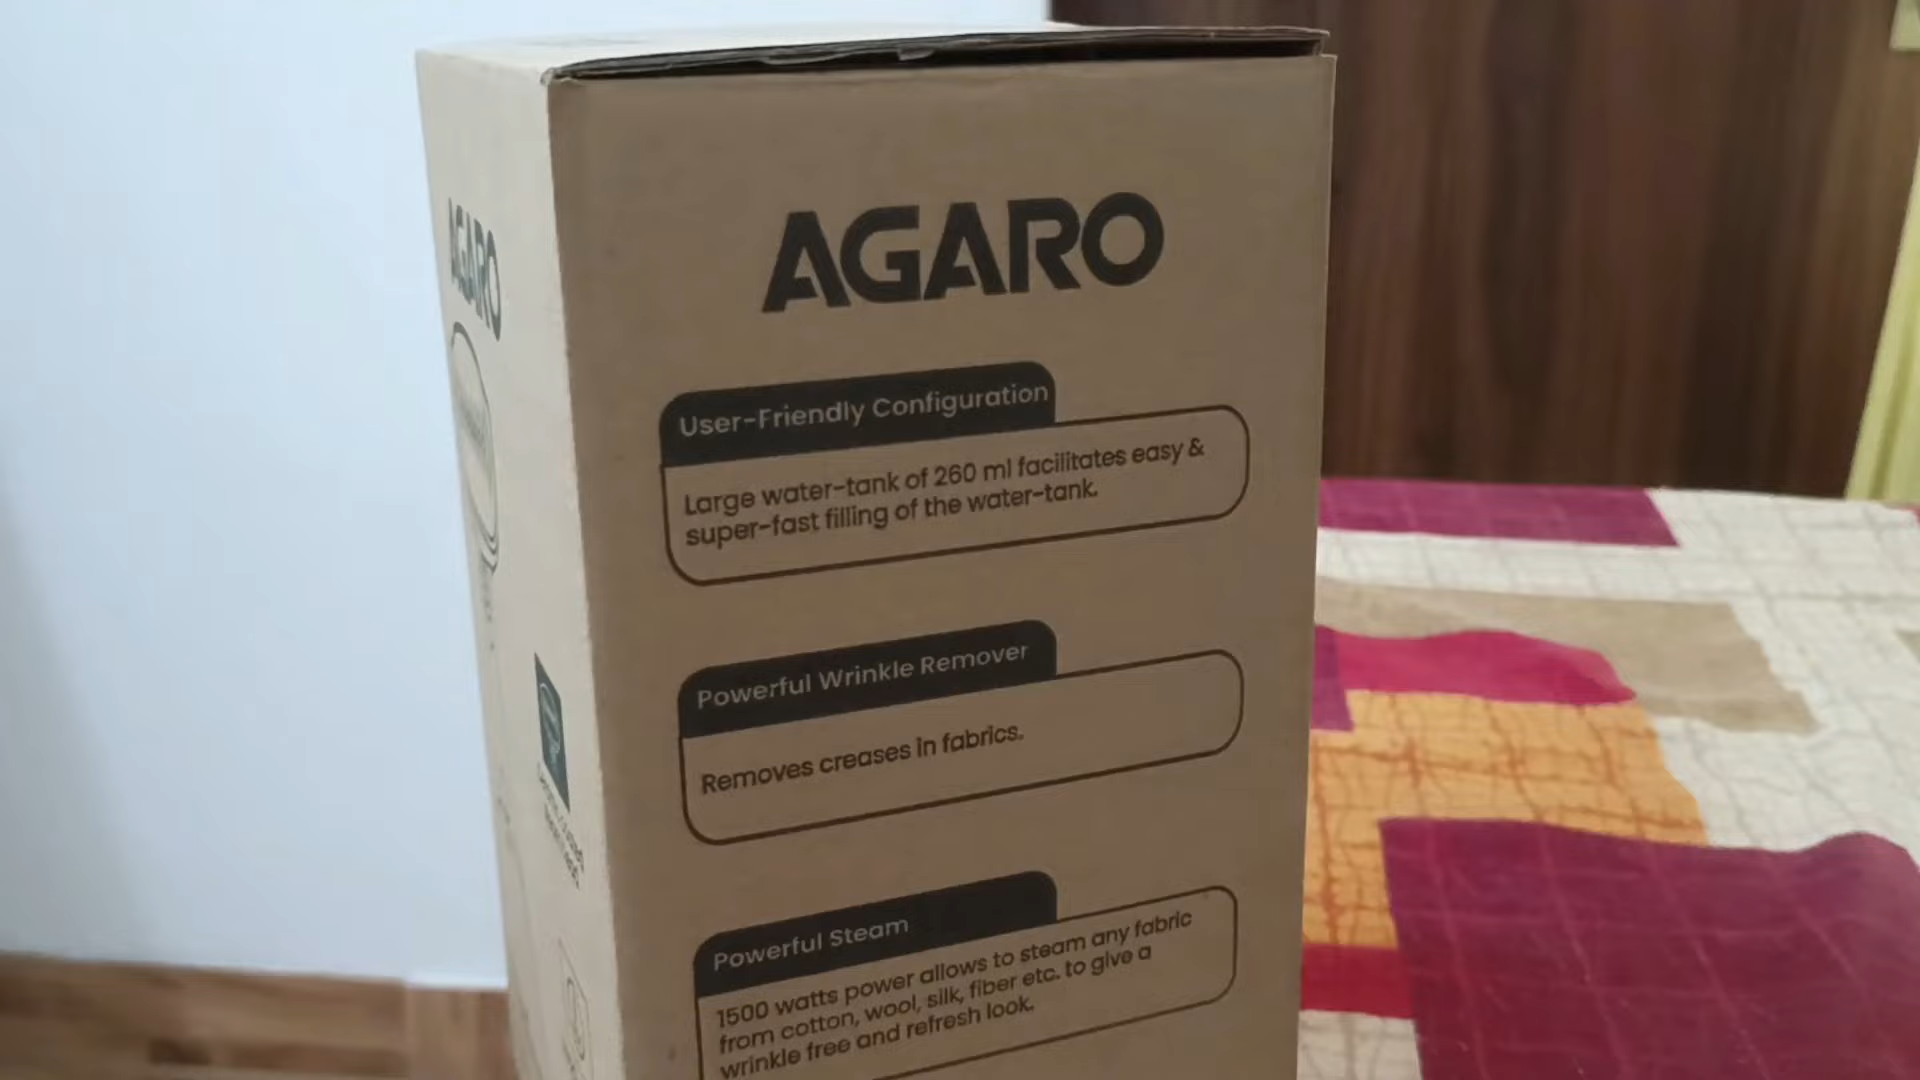 AGARO
AGARO
User-Friendly Configuration
Large water-tank of 260 ml facilitates easy &
super-fast filling of the water-tank.
Powerful Wrinkle Remover
Removes creases in fabrics.
Powerful Steam
1500 watts power allows to steam any fabric
from cotton, wool, silk, fiber etc. to give a
wrinkle free and refresh look.